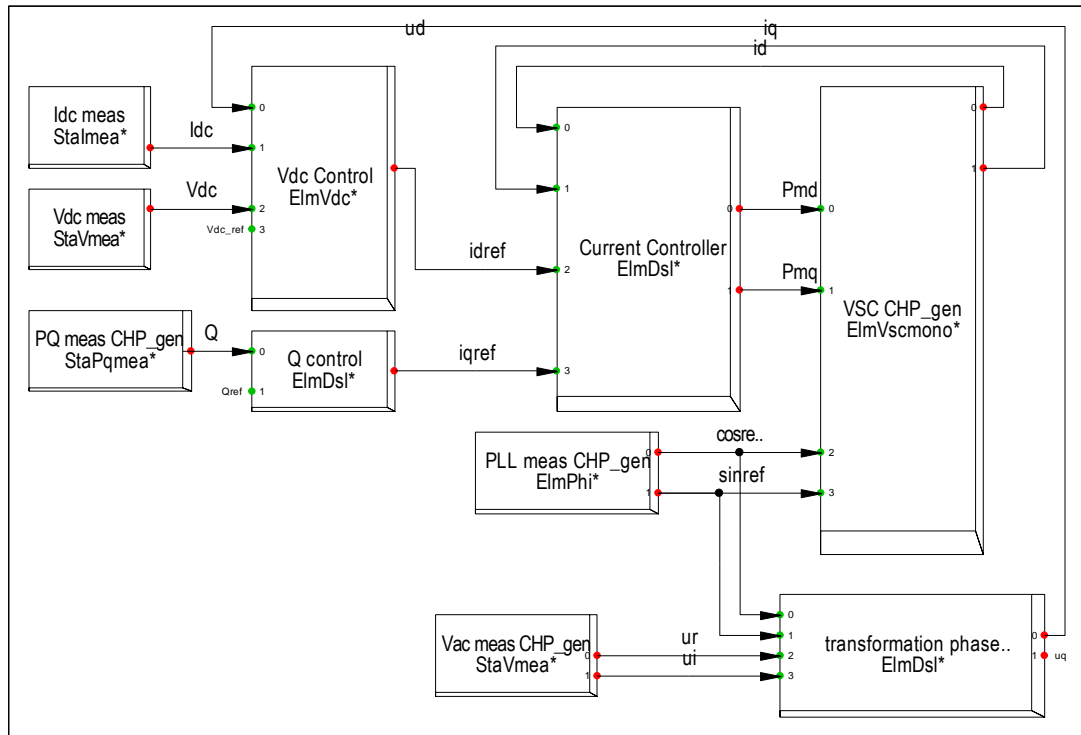 ud
iq
id
Idc meas
StaImea*
Idc
0
1
Vdc Control
ElmVdc*
Vdc meas
StaVmea*
Vdc
2
Vdc_ref
3
PQ meas CHP_gen
StaPqmea*
Q
0
Q control
ElmDsl*
Qref
1
idref
iqref
0
1
2
3
Current Controller
ElmDsl*
0
1
Pmd
Pmq
0
1
2
3
VSC CHP_gen
ElmVscmono*
0
1
PLL meas CHP_gen
ElmPhi*
0
1
cosre..
sinref
Vac meas CHP_gen
StaVmea*
0
1
ur
ui
0
1
2
3
transformation phase..
ElmDsl*
0
1
uq